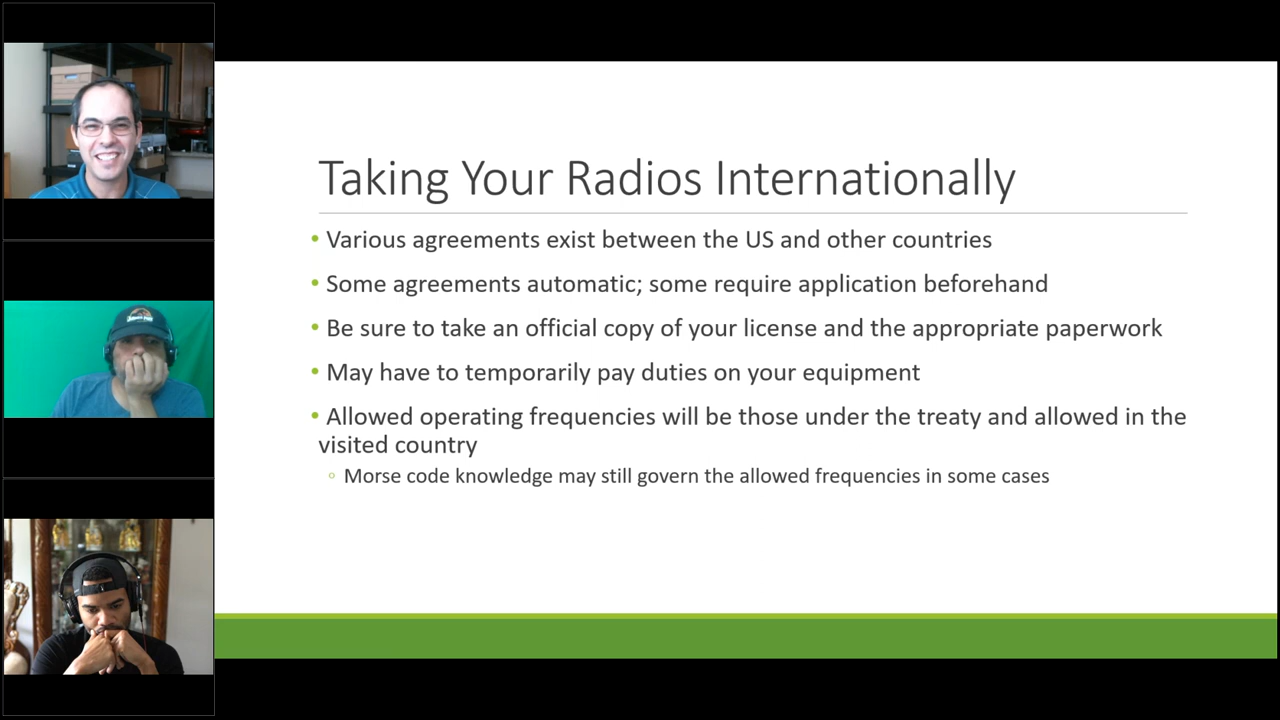 Taking Your Radios Internationally
• Various agreements exist between the US and other countries
• Some agreements automatic; some require application beforehand
• Be sure to take an official copy of your license and the appropriate paperwork
• May have to temporarily pay duties on your equipment
• Allowed operating frequencies will be those under the treaty and allowed in the
visited country
◦ Morse code knowledge may still govern the allowed frequencies in some cases